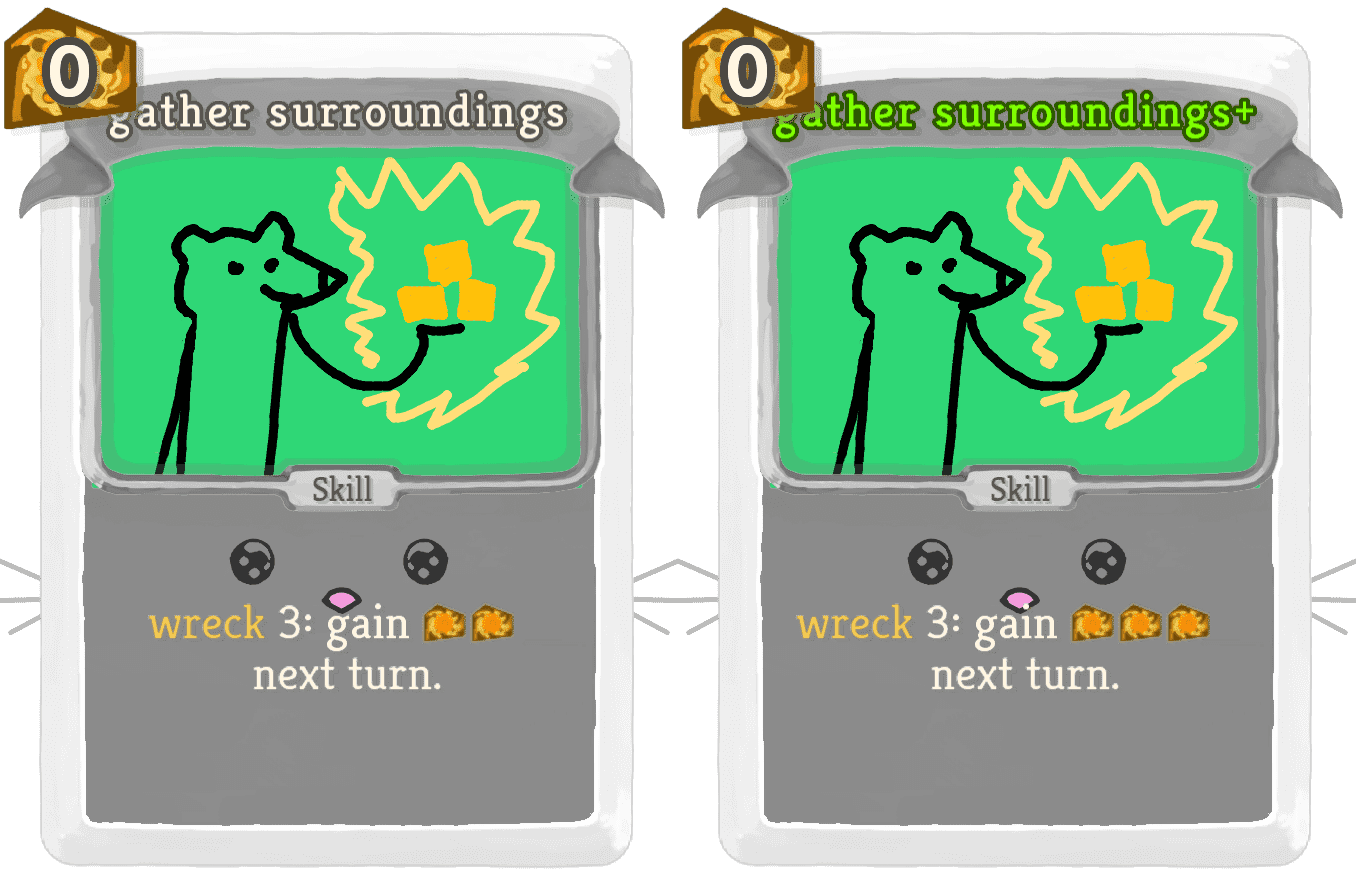 0
gather surroundings
Skill
wreck 3: gain
next turn.
0
gather surroundings+
Skill
wreck 3: gain
next turn.